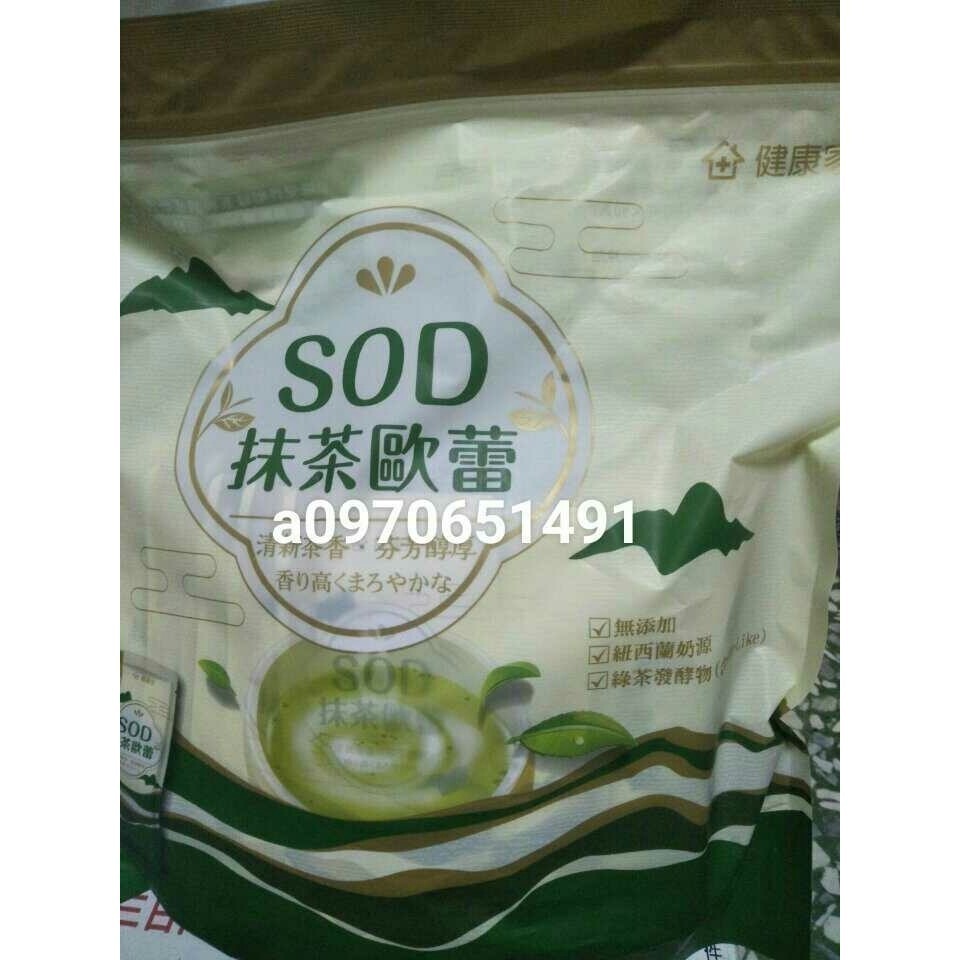 健康
SOD
抹茶歐蕾
a0970651491
清新茶香·芬芳醇厚
香り高くまろやかな
無添加
紐西蘭奶源
綠茶發酵物(
SOD
抹茶歐
SOD
茶歐蕾
件